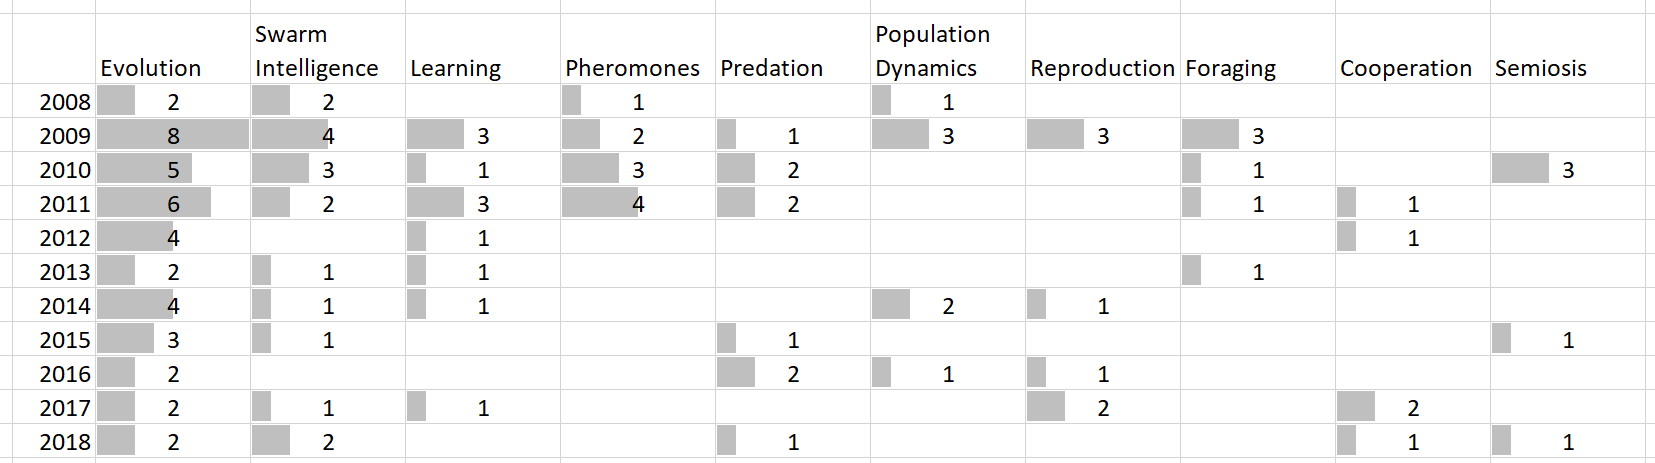 Evolution Swarm Intelligence Learning Pheromones Predation Population Dynamics Reproduction Foraging Cooperation Semiosis
2008 2 2 1 1
2009 8 4 3 2 1 3 3 3
2010 5 3 1 3 2 1 3
2011 6 2 3 4 2 1 1
2012 4 1 1
2013 2 1 1 1
2014 4 1 1 2 1
2015 3 1 1 1
2016 2 2 1 1
2017 2 1 1 2 2
2018 2 2 1 1 1